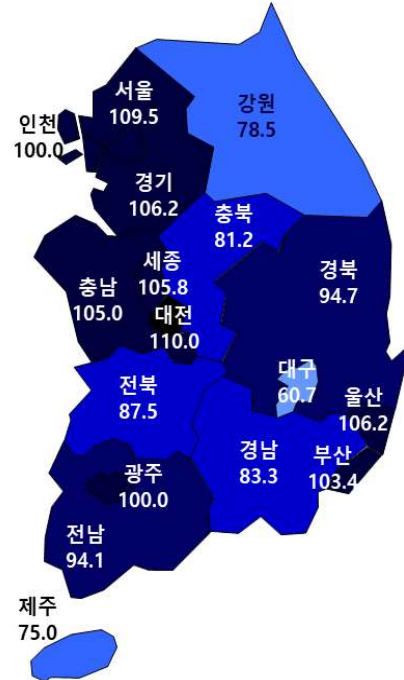 서울
109.5
강원
78.5
인천
100.0
경기
106.2
충북
81.2
세종
105.8
경북
94.7
충남
105.0
대전
110.0
대구
60.7
전북
87.5
울산
106.2
경남
83.3
부산
103.4
광주
100.0
전남
94.1
제주
75.0